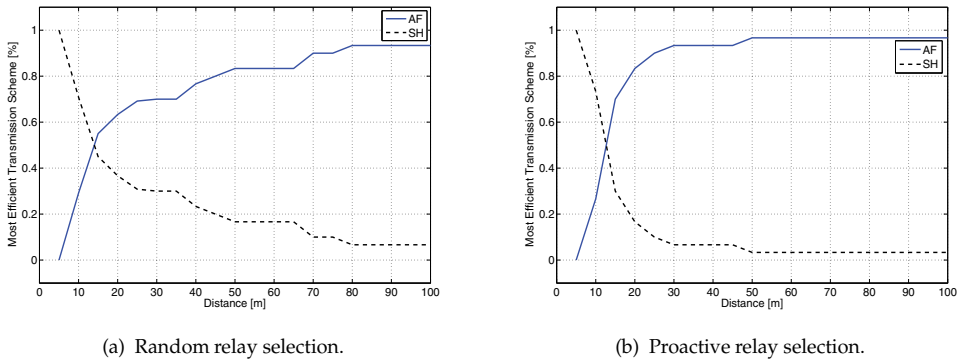 1
0.8
0.6
0.4
0.2
0
Most Efficient Transmission Scheme [%]
0 10 20 30 40 50 60 70 80 90 100
Distance [m]
AF
SH
(a) Random relay selection.
1
0.8
0.6
0.4
0.2
0
Most Efficient Transmission Scheme [%]
0 10 20 30 40 50 60 70 80 90 100
Distance [m]
AF
SH
(b) Proactive relay selection.